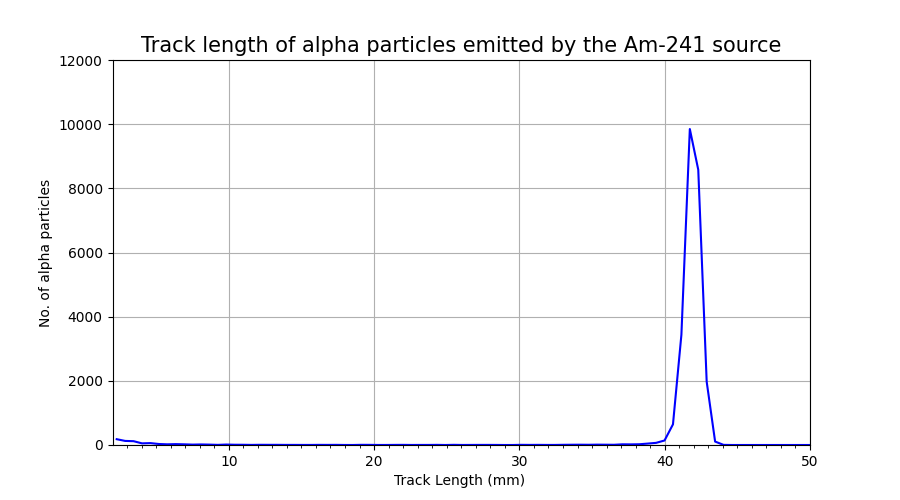 Track length of alpha particles emitted by the Am-241 source
12000
10000
8000
6000
4000
2000
0
No. of alpha particles
10 20 30 40 50
Track Length (mm)